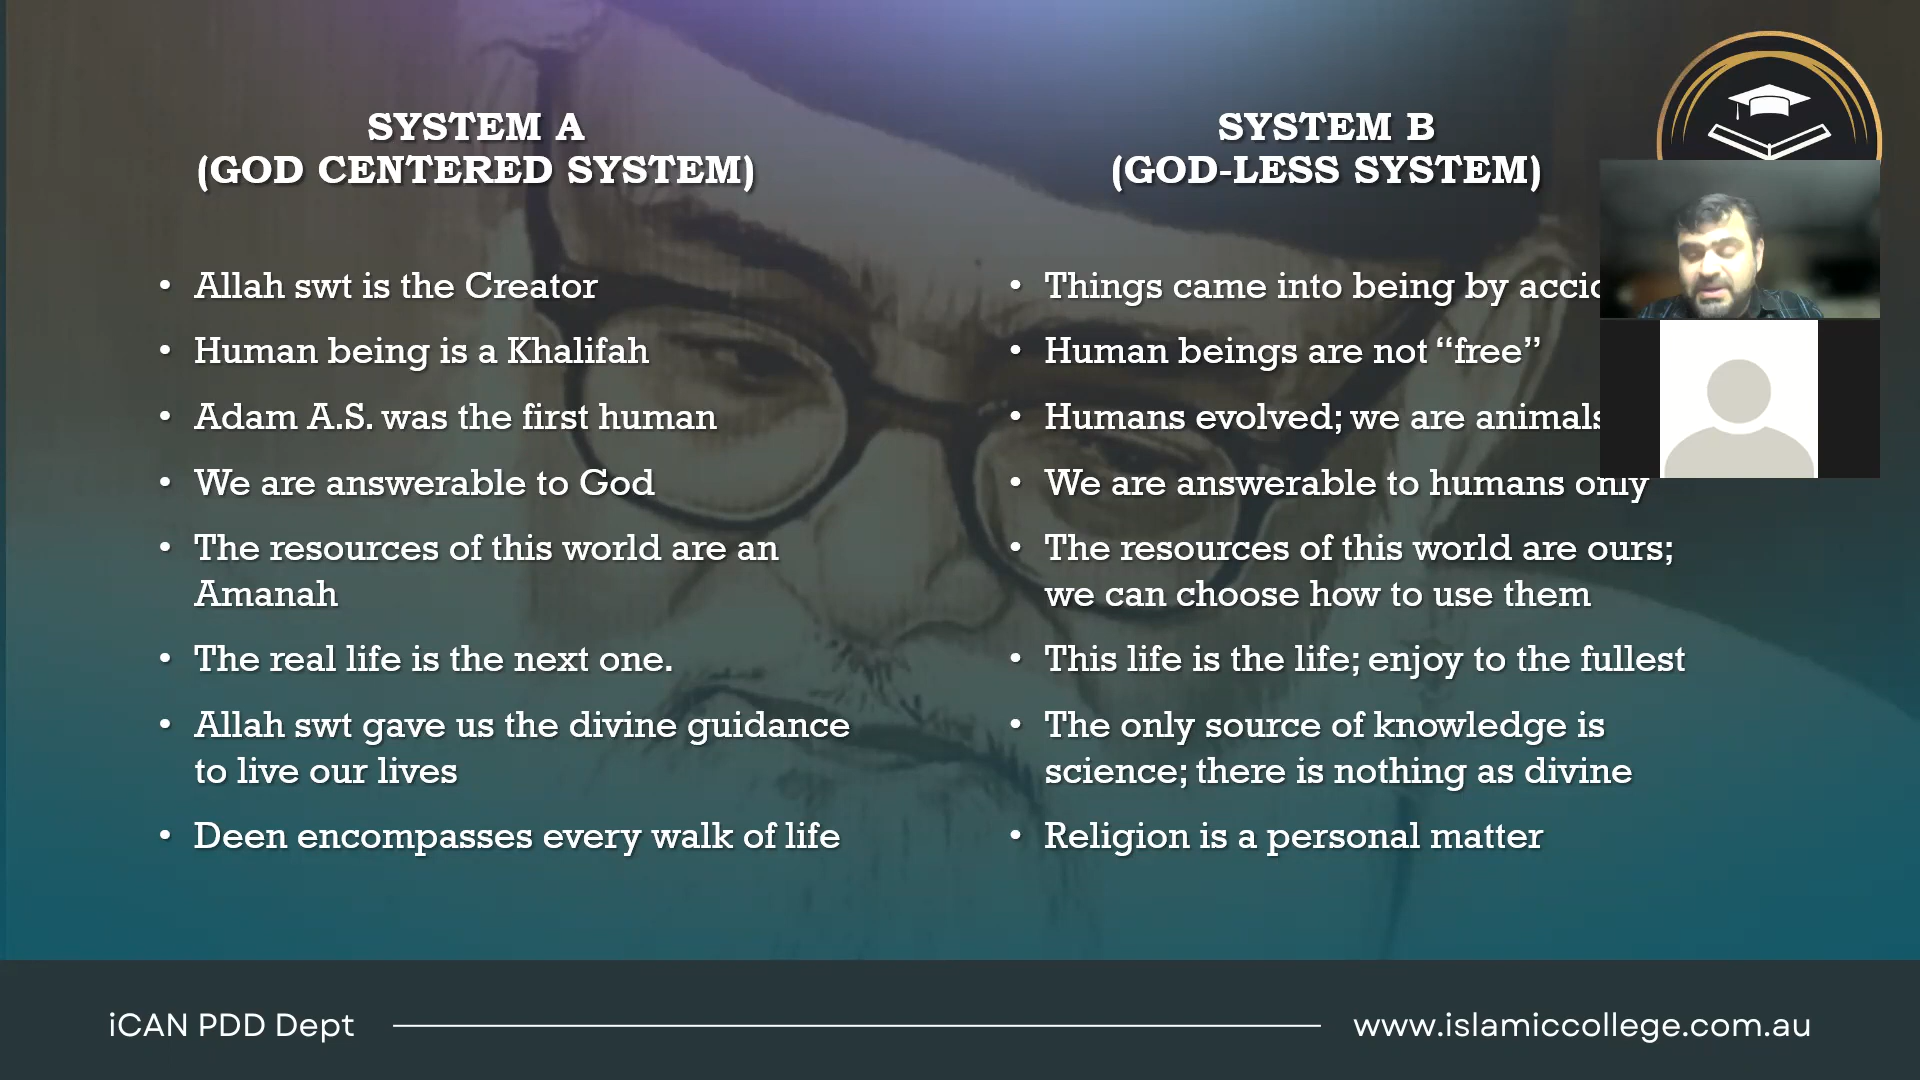 SYSTEM A
(GOD CENTERED SYSTEM)
• Allah swt is the Creator
• Human being is a Khalifah
• Adam A.S. was the first human
• We are answerable to God
• The resources of this world are an
Amanah
• The real life is the next one.
• Allah swt gave us the divine guidance
to live our lives
• Deen encompasses every walk of life
SYSTEM B
(GOD-LESS SYSTEM)
• Things came into being by
• Human beings are not “free”
• Humans evolved; we are animals
• We are answerable to humans only
• The resources of this world are ours;
we can choose how to use them
• This life is the life; enjoy to the fullest
• The only source of knowledge is
science; there is nothing as divine
• Religion is a personal matter
iCAN PDD Dept
www.islamiccollege.com.au